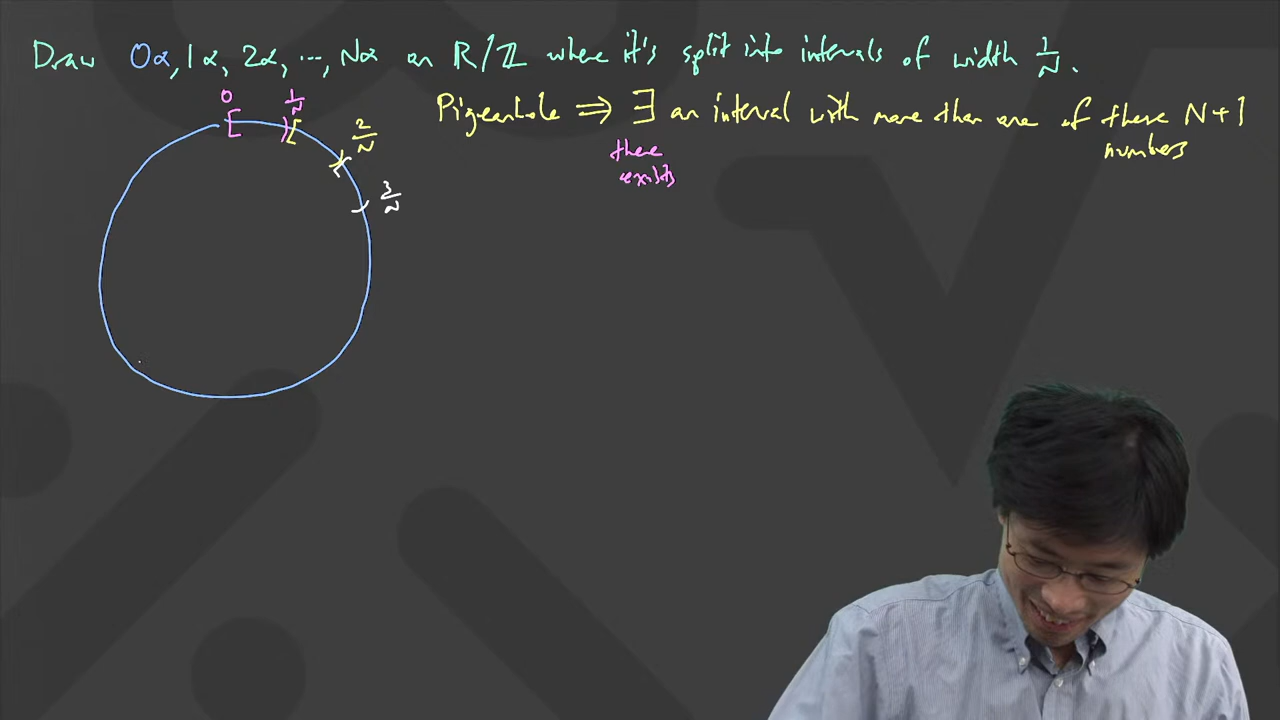 Draw 0α, 1α, 2α, ..., Nα on ℝ/ℤ where it's split into intervals of width 1/N.
Pigeonhole ⟹ ∃ an interval with more than one of these N+1 numbers
there exists
0
1/N
2/N
3/N